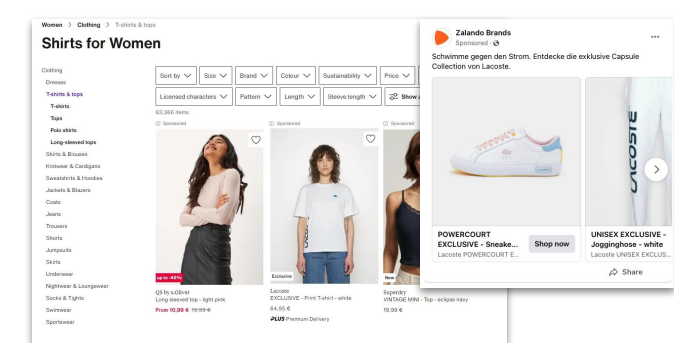 Women > Clothing > T-shirts & tops
Shirts for Women
Clothing
Dresses
T-shirts & tops
T-shirts
Tops
Polo shirts
Long-sleeved tops
Shirts & Blouses
Knitwear & Cardigans
Sweatshirts & Hoodies
Jackets & Blazers
Coats
Jeans
Trousers
Shorts
Jumpsuits
Skirts
Underwear
Nightwear & Loungewear
Socks & Tights
Swimwear
Sportswear
Sort by Size Brand Colour Sustainability Price
Licensed characters Pattern Length Sleeve length Show
63,366 items
Sponsored
up to -45%
QS by s.Oliver
Long sleeved top - light pink
From 10,99 € 19,99 €
Sponsored
Exclusive
Lacoste
EXCLUSIVE - Print T-shirt - white
64,95 €
PLUS Premium Delivery
Sponsored
New
Superdry
VINTAGE MINI - Top - eclipse navy
19,99 €
Zalando Brands
Sponsored
Schwimme gegen den Strom. Entdecke die exklusive Capsule
Collection von Lacoste.
POWERCOURT
EXCLUSIVE - Sneake...
Lacoste POWERCOURT E...
Shop now
LACOSTE
UNISEX EXCLUSIVE -
Jogginghose - white
Lacoste UNISEX EXCLUS...
Share